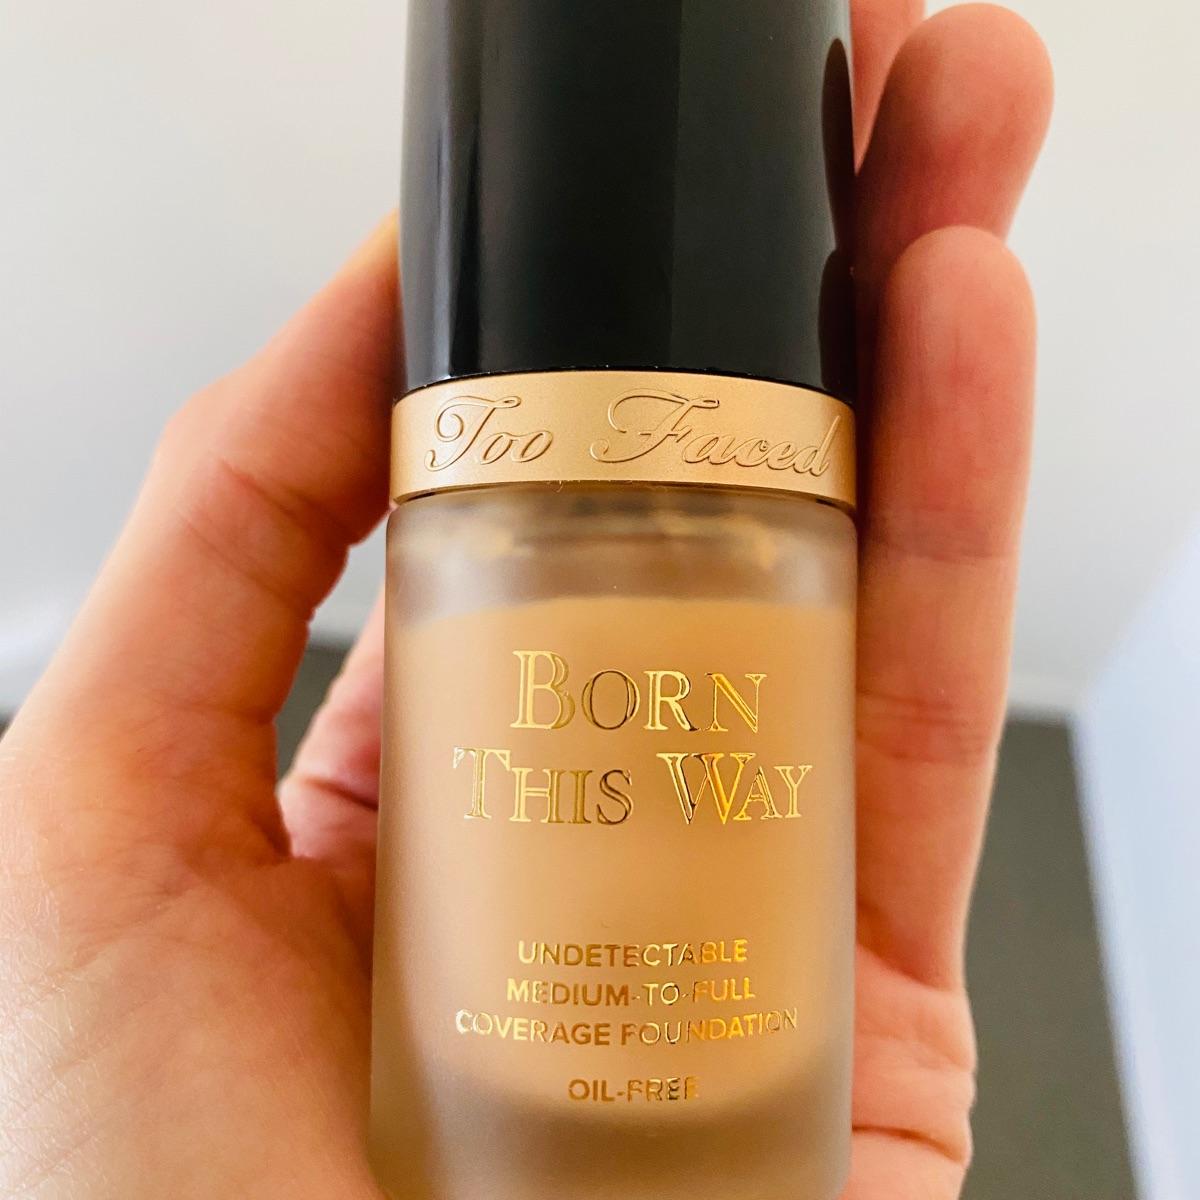 Too Faced
BORN
THIS WAY
UNDETECTABLE
MEDIUM-TO-FULL
COVERAGE FOUNDATION
OIL-FREE